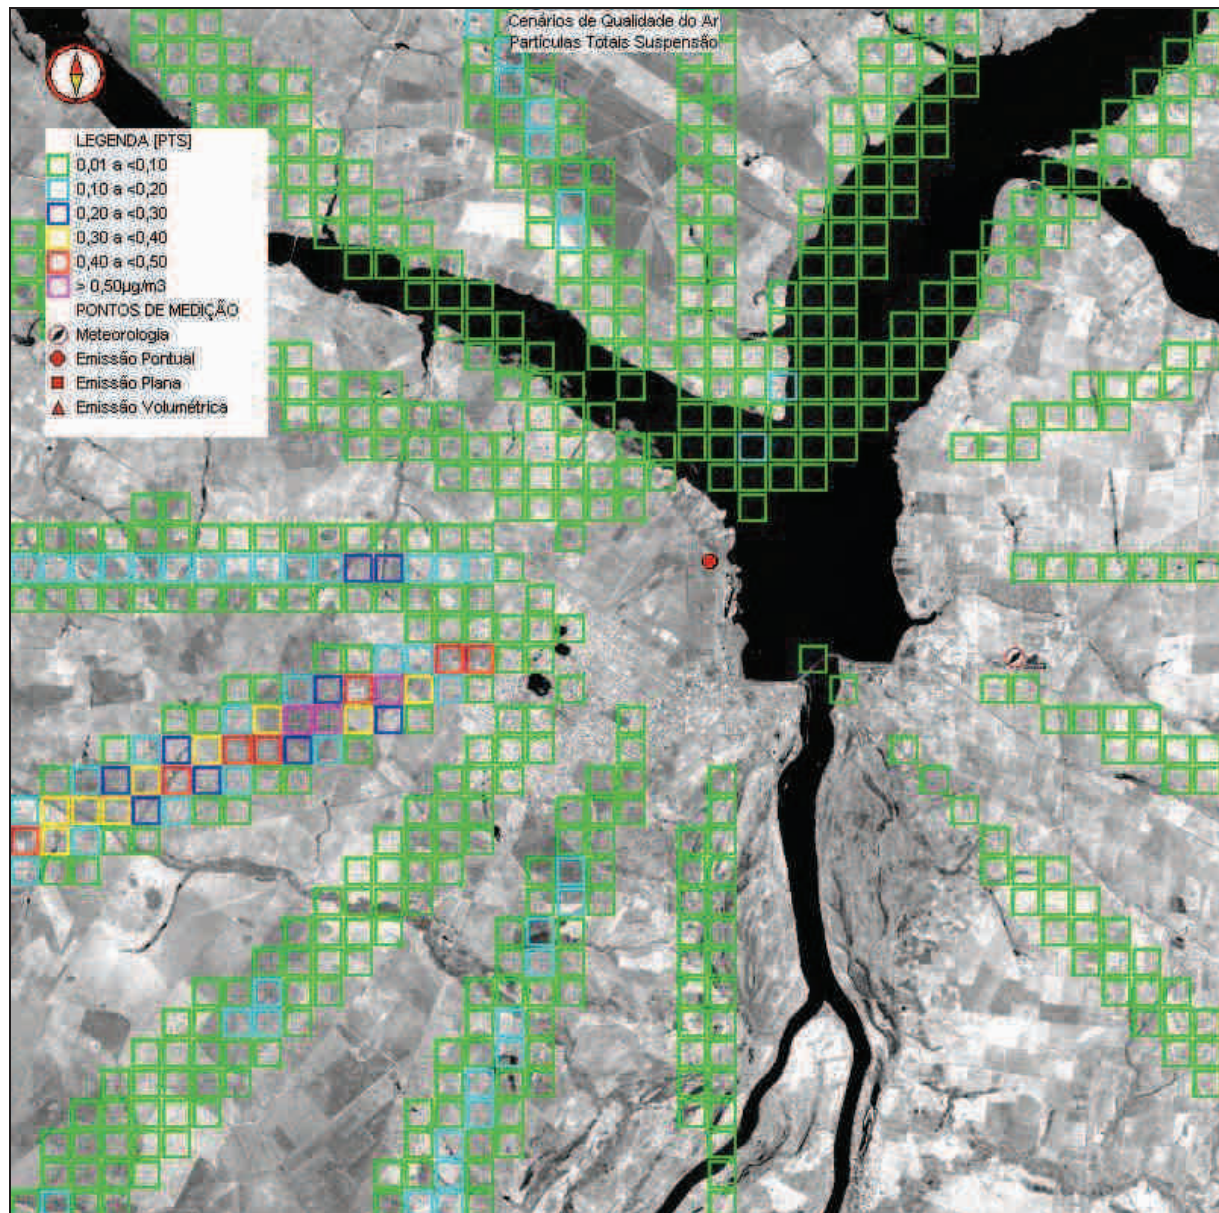 Cenários de Qualidade do Ar
Partículas Totais Suspensão
LEGENDA [PTS]
0,01 a <0,10
0,10 a <0,20
0,20 a <0,30
0,30 a <0,40
0,40 a <0,50
> 0,50µg/m3
PONTOS DE MEDIÇÃO
Meteorologia
Emissão Pontual
Emissão Plana
Emissão Volumétrica